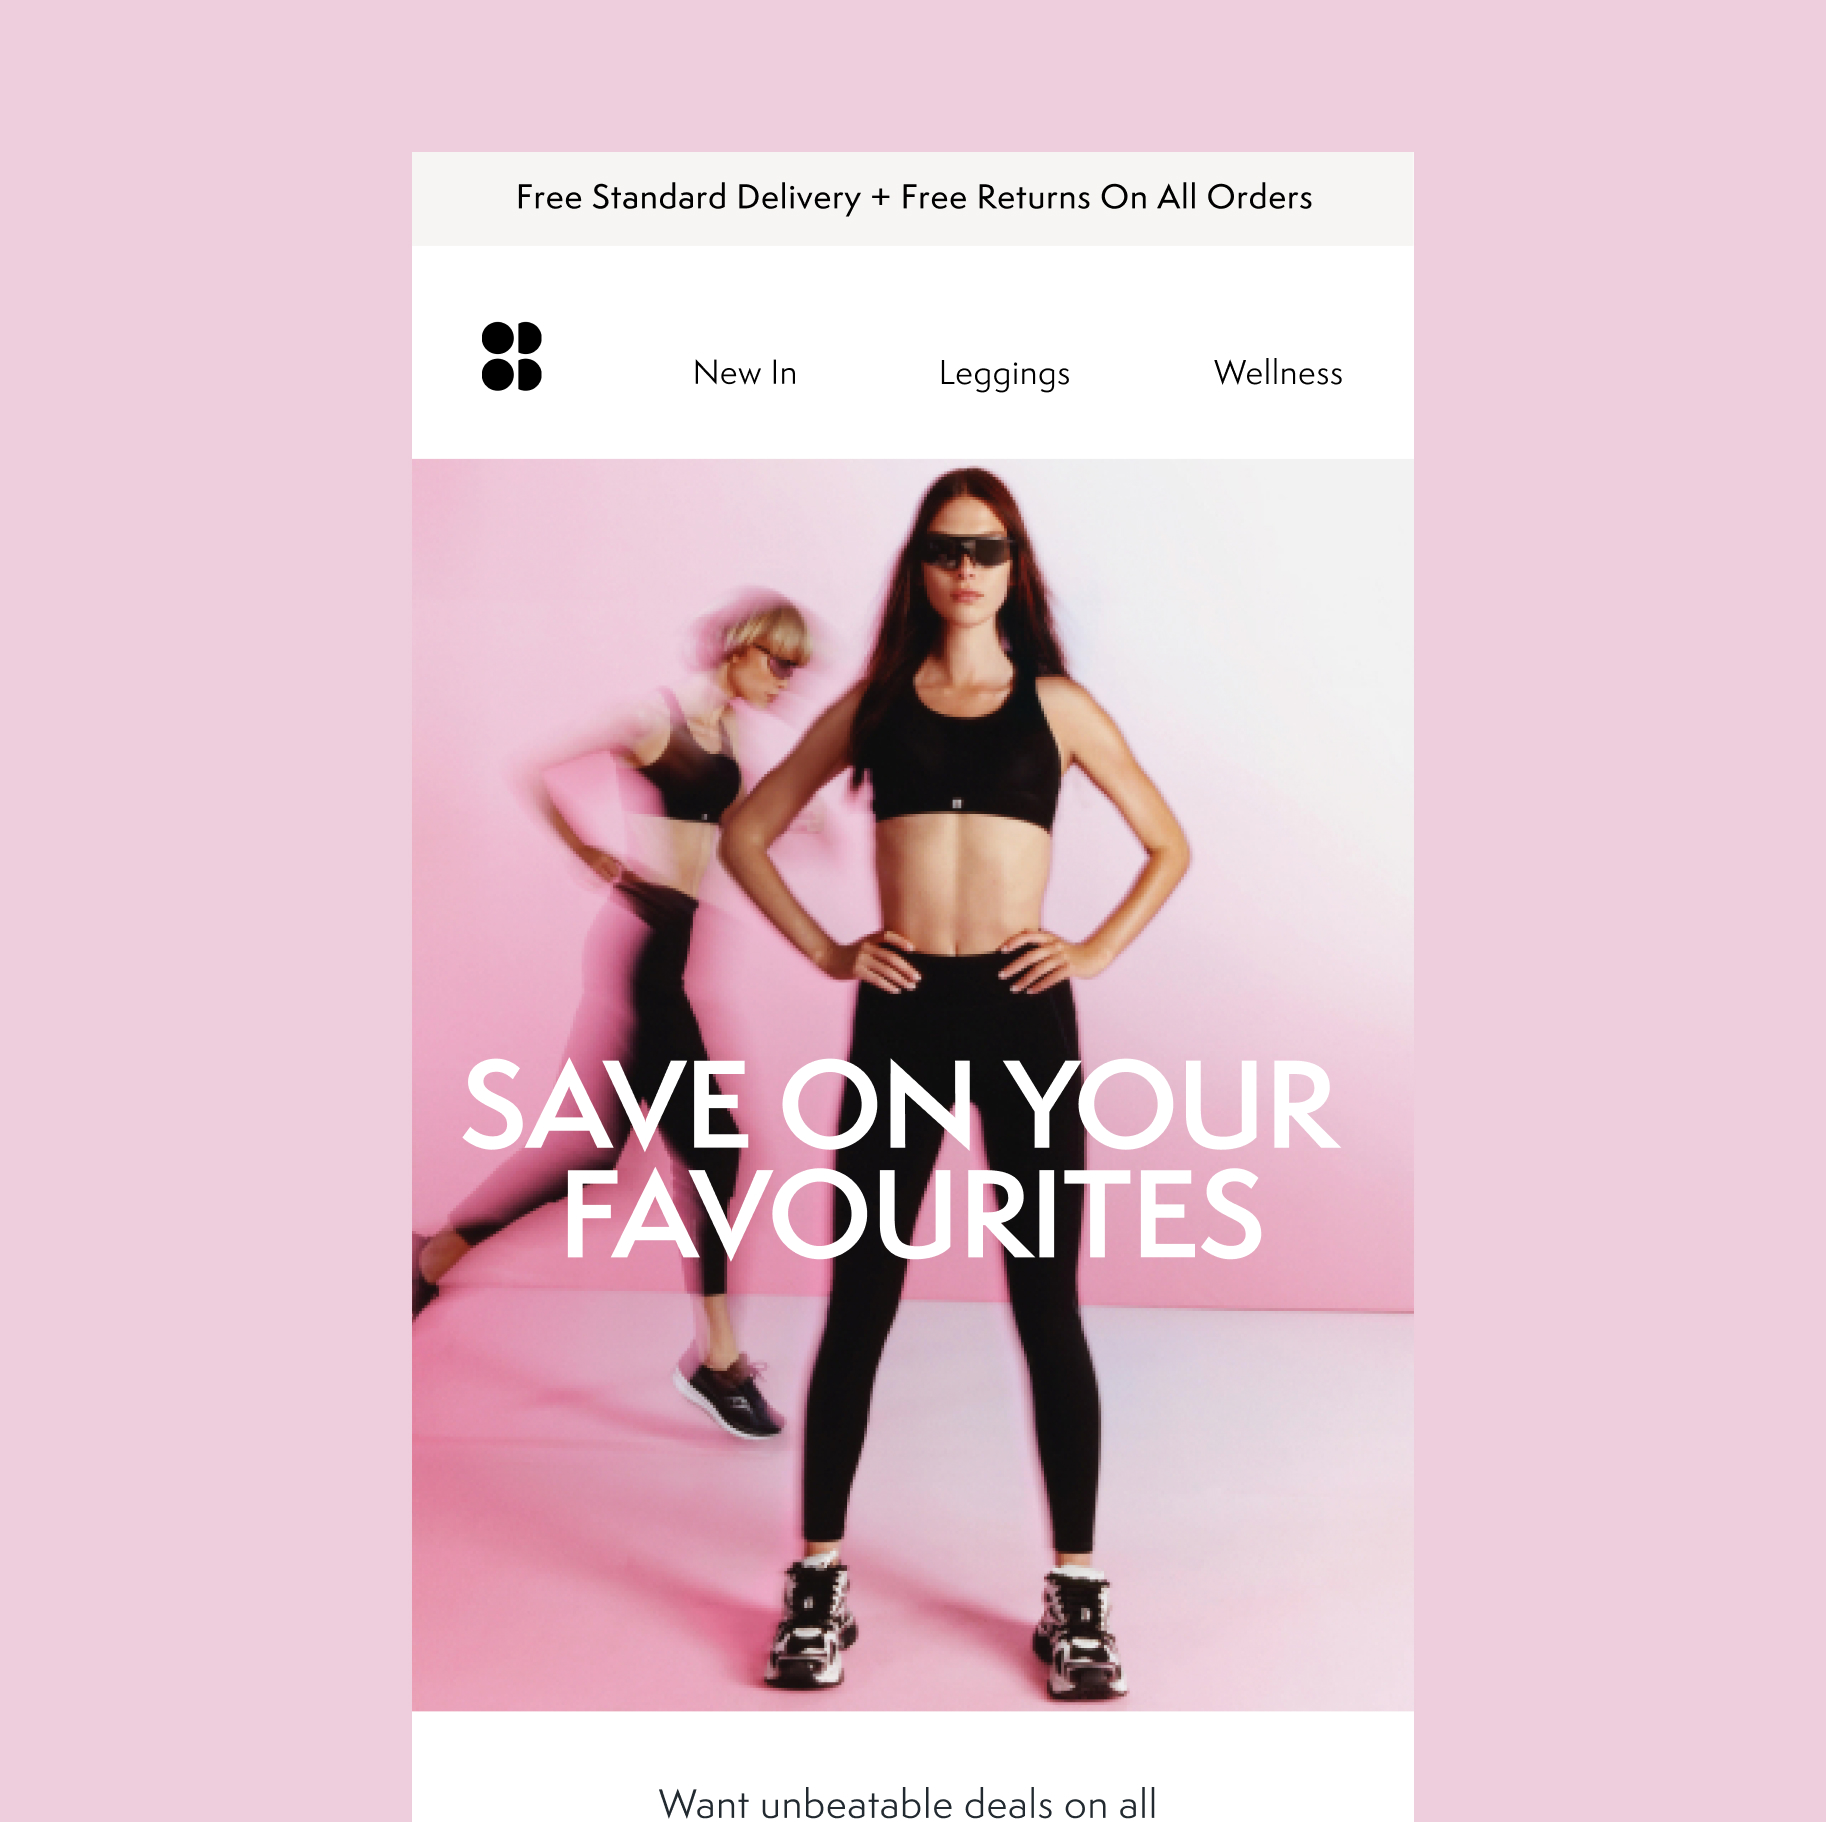 Free Standard Delivery + Free Returns On All Orders
New In
Leggings
Wellness
SAVE ON YOUR
FAVOURITES
Want unbeatable deals on all